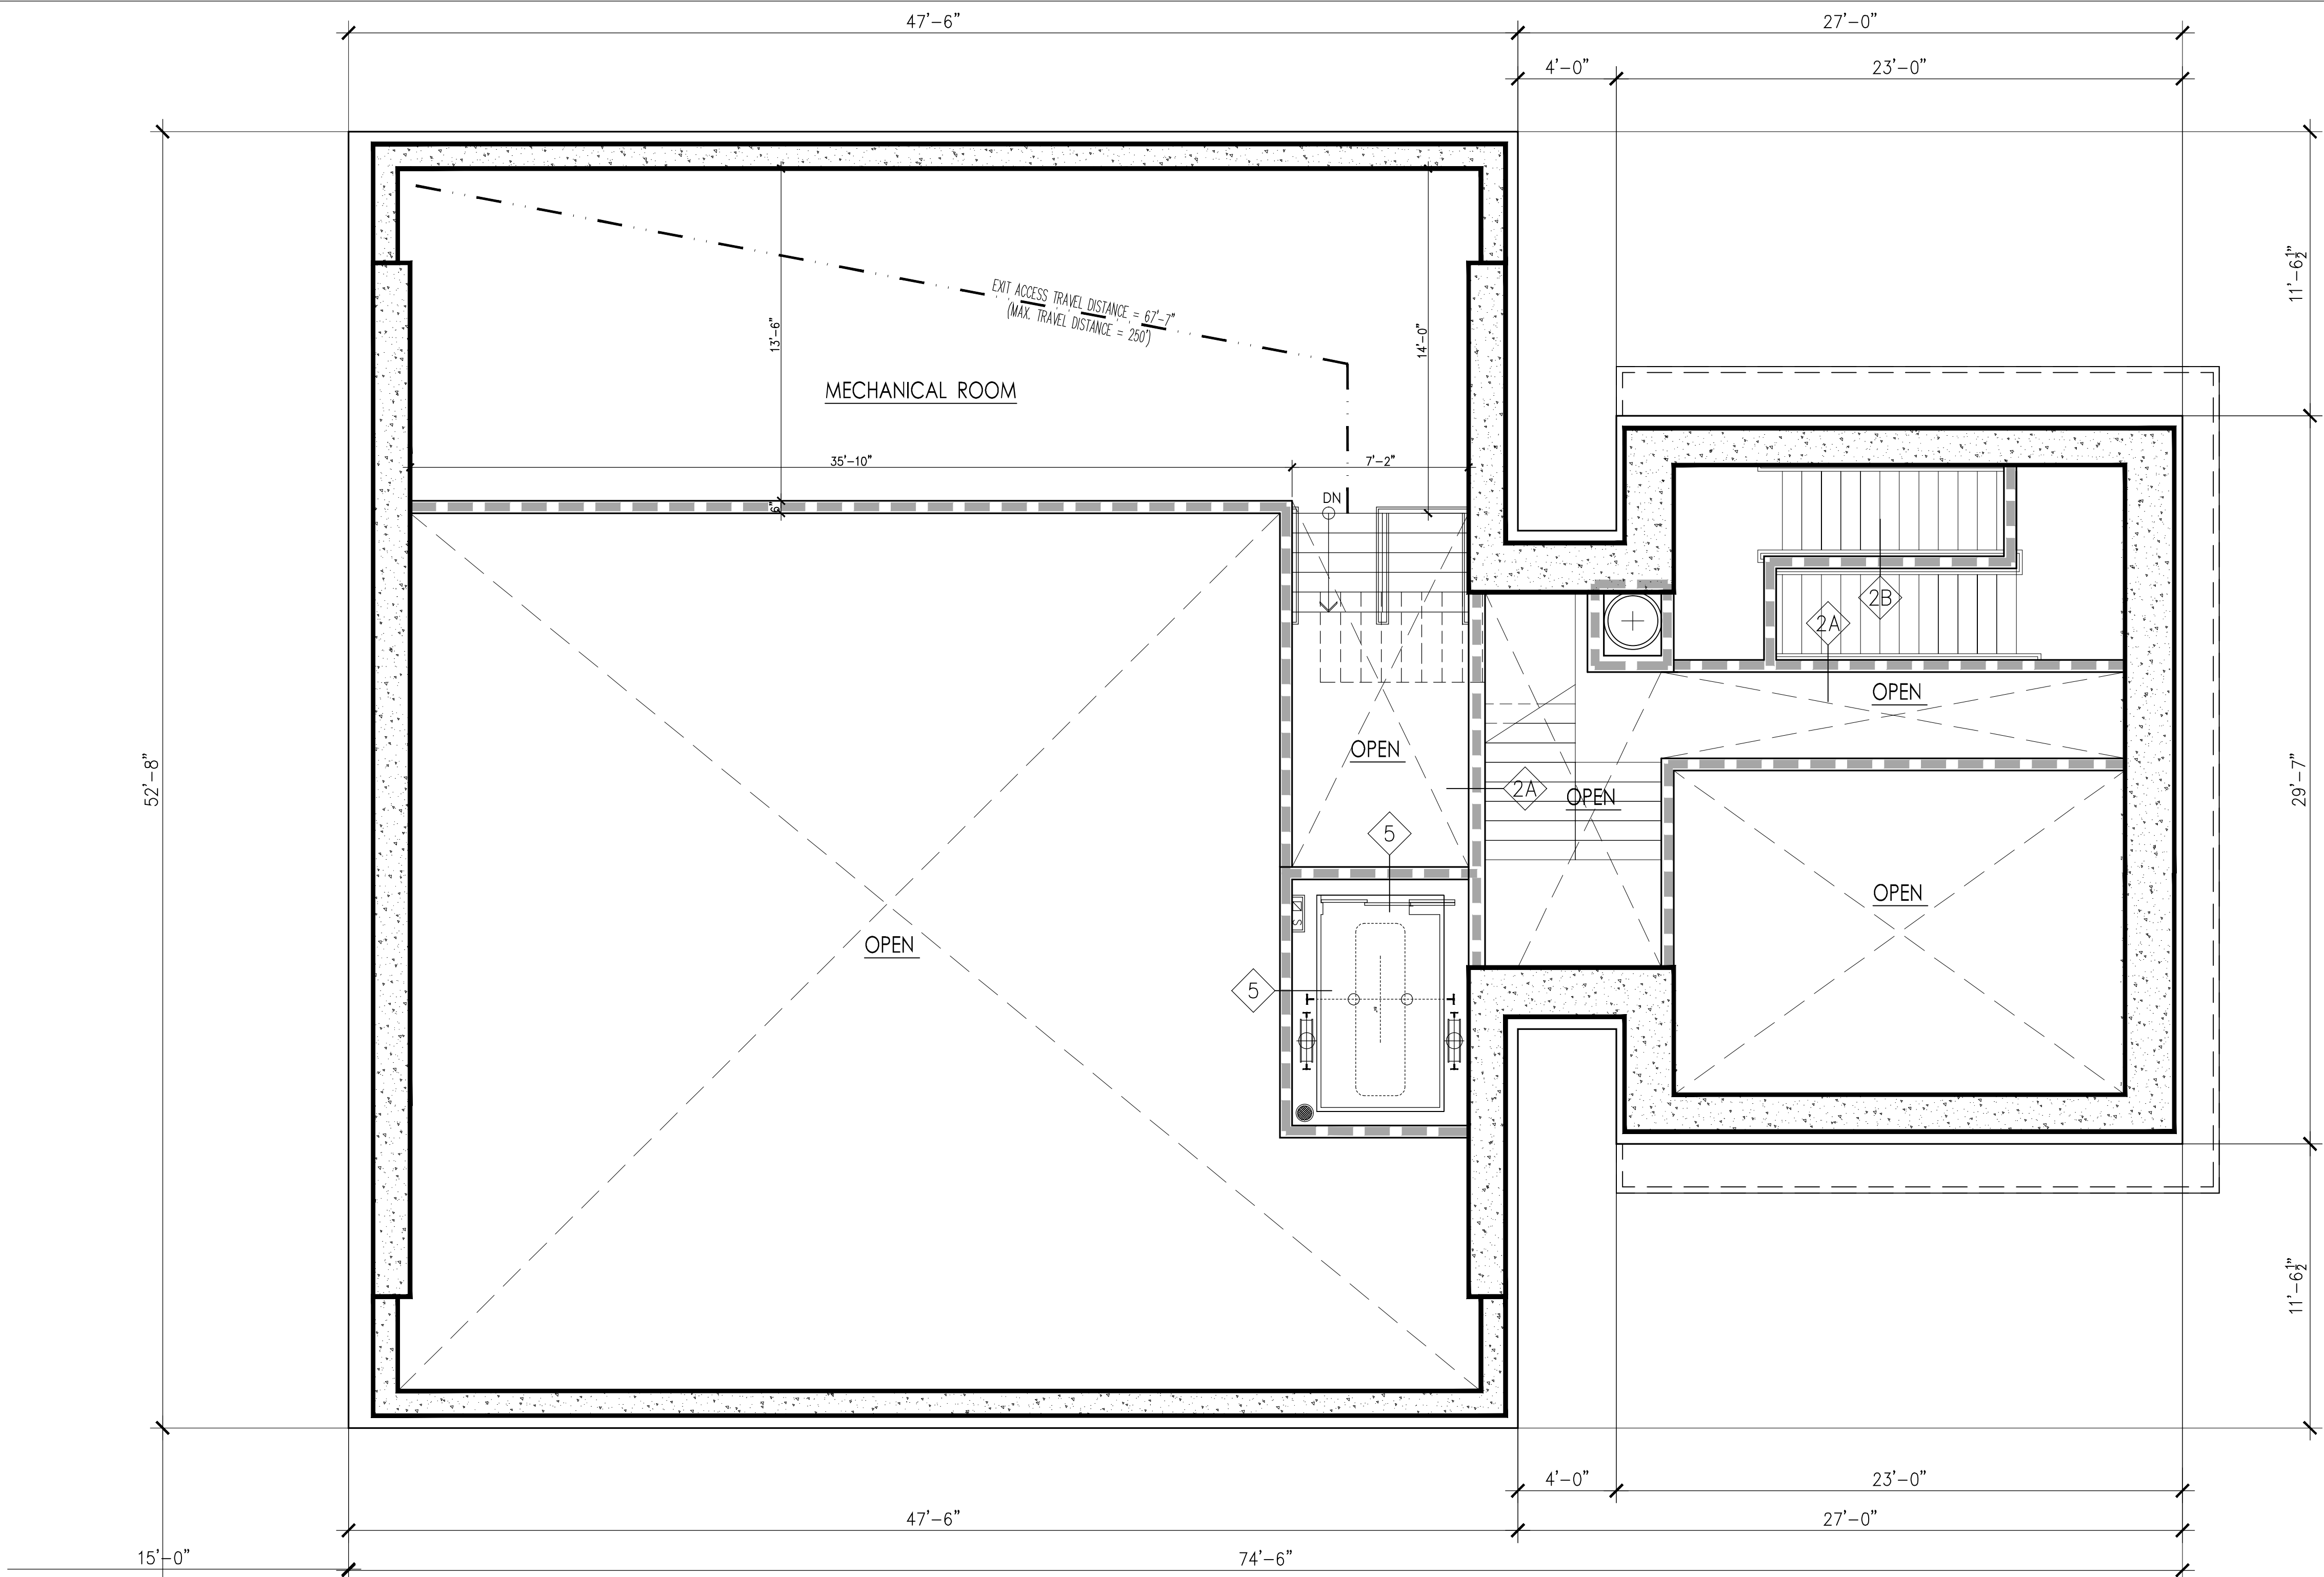 47'-6"
27'-0"
4'-0"
23'-0"
11'-6½"
EXIT ACCESS TRAVEL DISTANCE = 67'-7"
(MAX. TRAVEL DISTANCE = 250')
13'-6"
14'-0"
MECHANICAL ROOM
35'-10"
7'-2"
6"
DN
2B
2A
OPEN
OPEN
2A
OPEN
52'-8"
29'-7"
5
OPEN
S
OPEN
5
11'-6½"
4'-0"
23'-0"
47'-6"
27'-0"
15'-0"
74'-6"